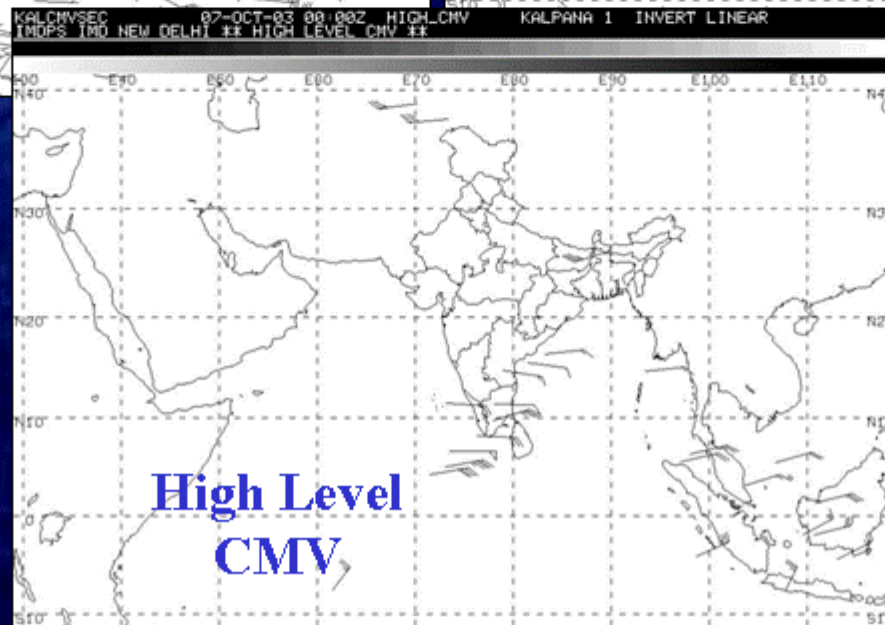 KALCMVSEC 07-OCT-03 00:00Z HIGH_CMV KALPANA 1 INVERT LINEAR
IMDPS IMD NEW DELHI ** HIGH LEVEL CMV **
E40 E50 E60 E70 E80 E90 E100 E110
N40
N30
N20
N10
0
S10
High Level
CMV